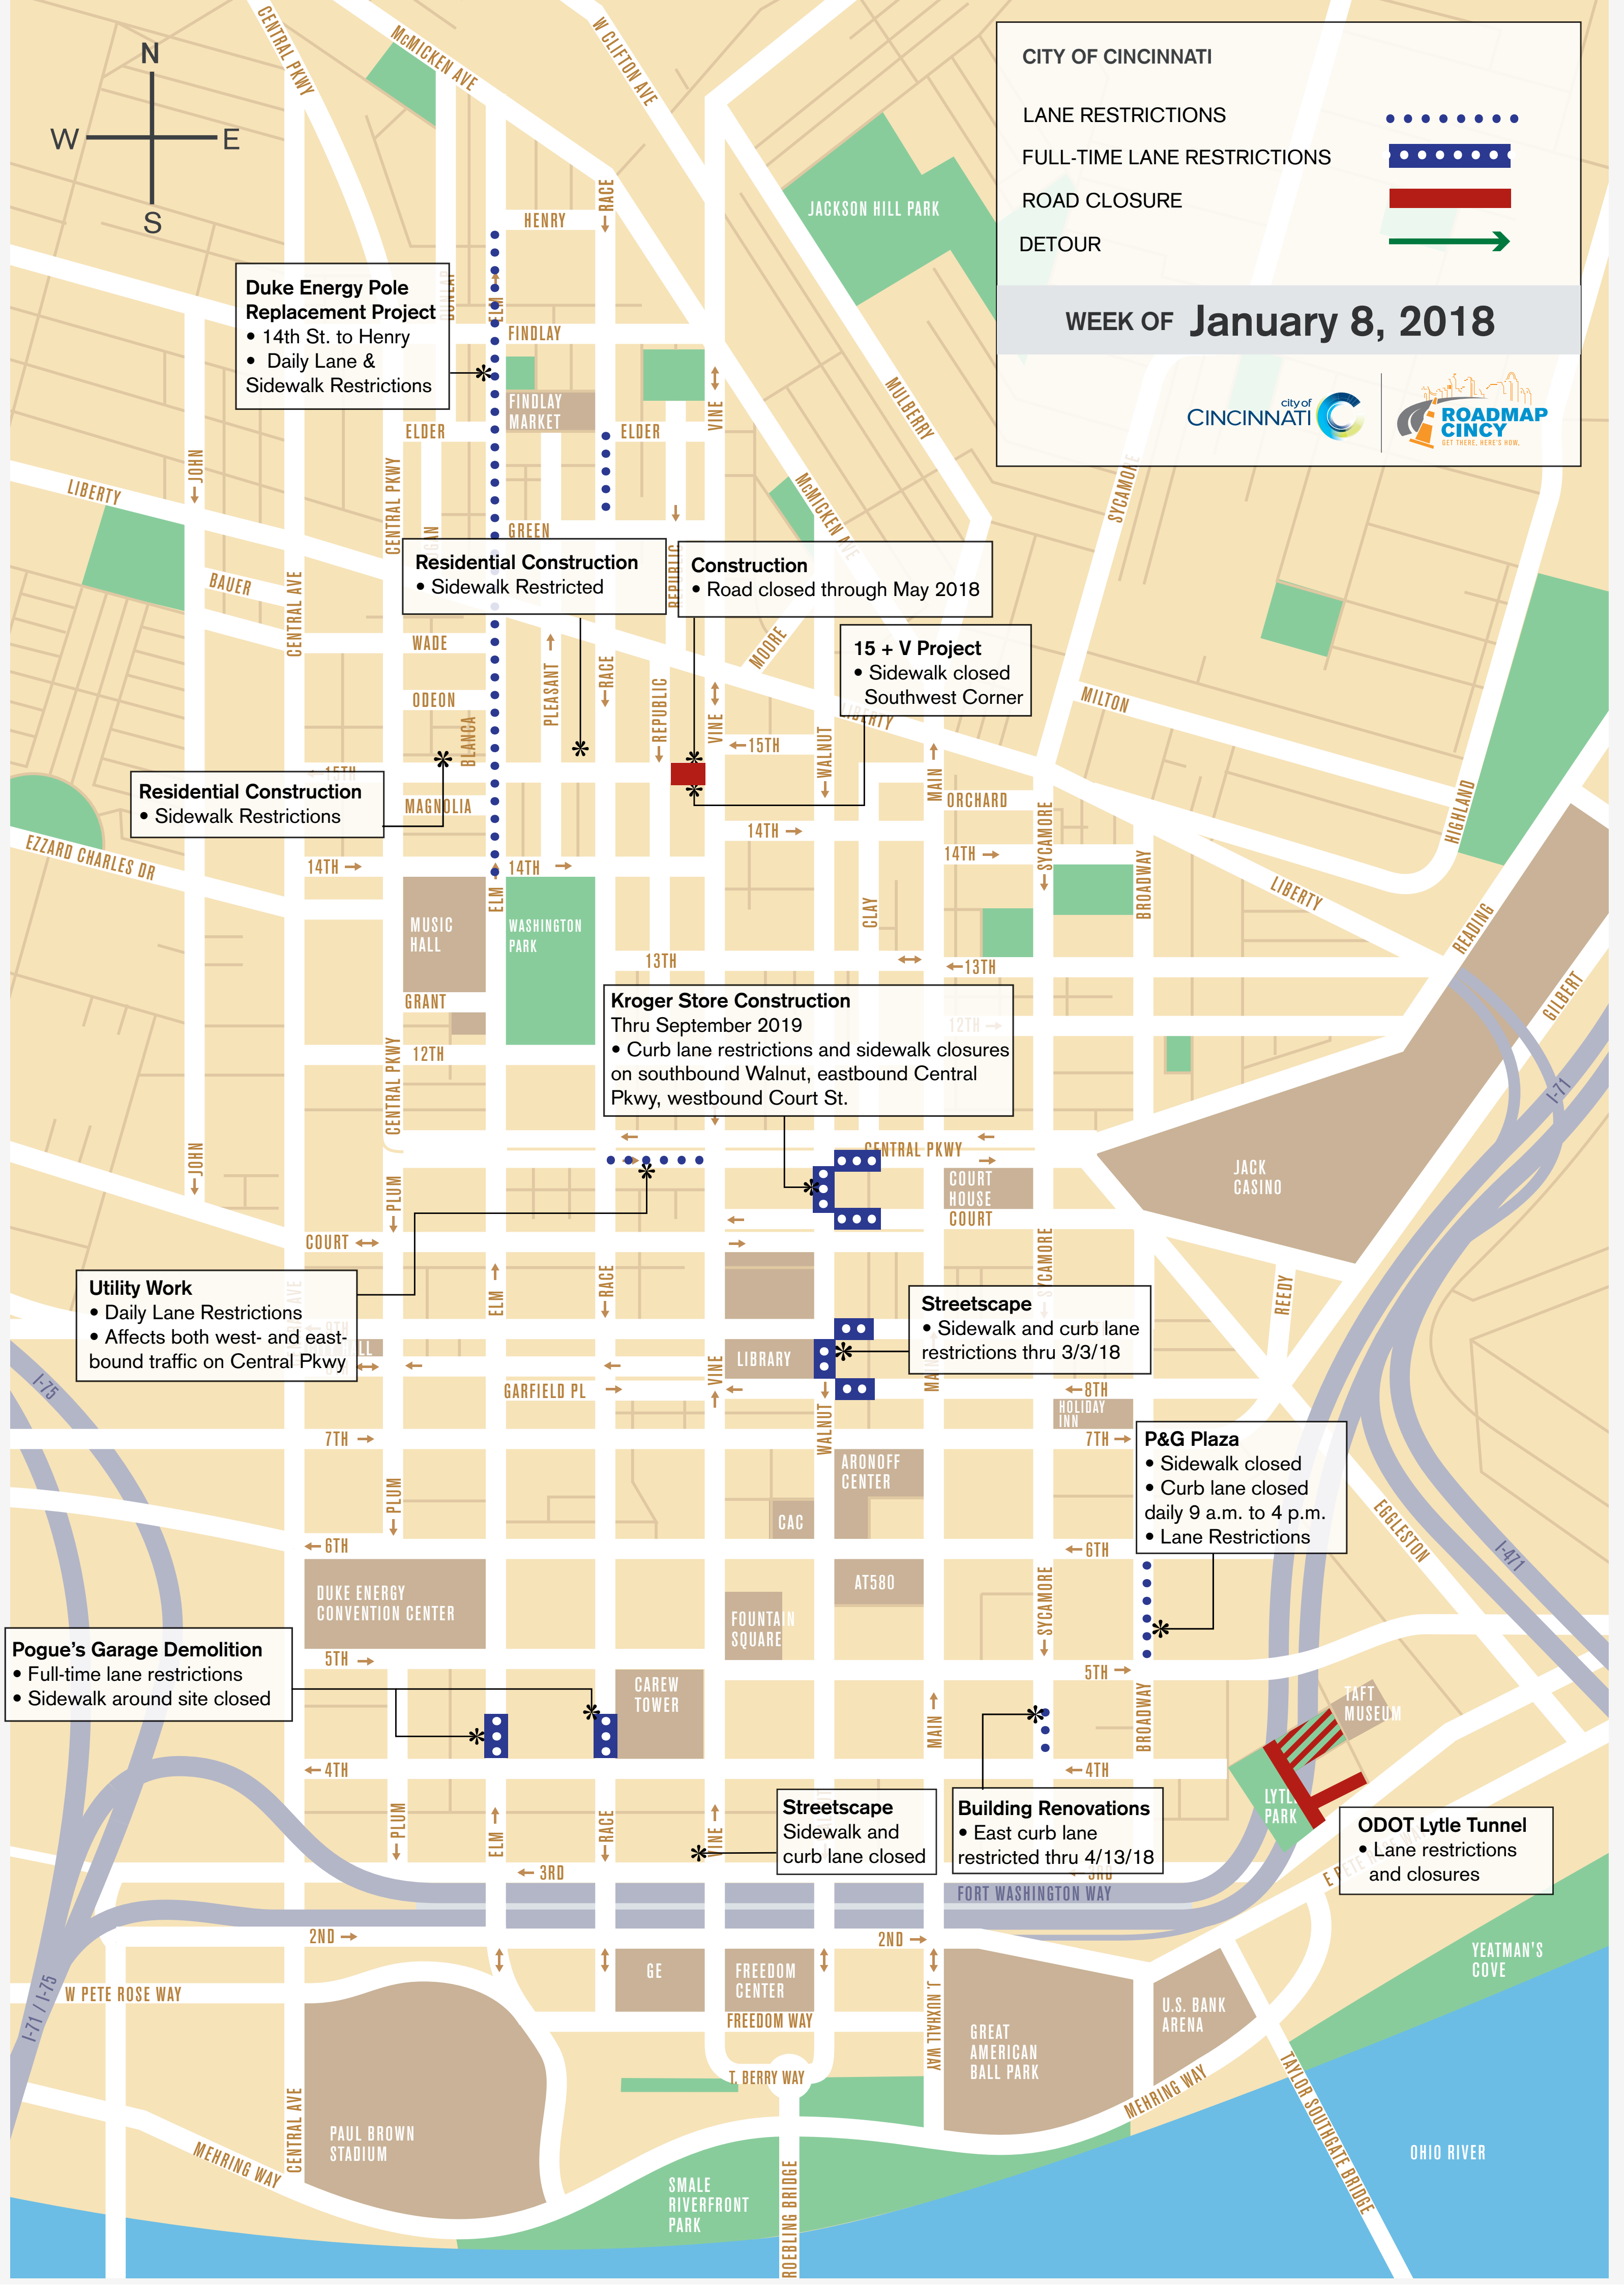 N
W
E
S
CITY OF CINCINNATI
LANE RESTRICTIONS
FULL-TIME LANE RESTRICTIONS
ROAD CLOSURE
DETOUR
WEEK OF January 8, 2018
city of
CINCINNATI
ROADMAP
CINCY
GET THERE. HERE'S HOW.
CENTRAL PKWY
McMICKEN AVE
W CLIFTON AVE
RACE
HENRY
JACKSON HILL PARK
Duke Energy Pole
Replacement Project
• 14th St. to Henry
• Daily Lane &
Sidewalk Restrictions
DUNLAP
ELM
FINDLAY
FINDLAY
MARKET
VINE
MULBERRY
ELDER
ELDER
JOHN
LIBERTY
CENTRAL PKWY
McMICKEN AVE
SYCAMORE
GREEN
REPUBLIC
Residential Construction
• Sidewalk Restricted
Construction
• Road closed through May 2018
BAUER
CENTRAL AVE
WADE
MOORE
15 + V Project
• Sidewalk closed
Southwest Corner
ODEON
PLEASANT
RACE
REPUBLIC
VINE
LIBERTY
MILTON
BLANCA
15TH
WALNUT
MAIN
15TH
Residential Construction
• Sidewalk Restrictions
MAGNOLIA
ORCHARD
SYCAMORE
HIGHLAND
EZZARD CHARLES DR
14TH
14TH
14TH
14TH
BROADWAY
LIBERTY
ELM
CLAY
READING
MUSIC
HALL
WASHINGTON
PARK
13TH
13TH
GILBERT
GRANT
12TH
12TH
Kroger Store Construction
Thru September 2019
• Curb lane restrictions and sidewalk closures
on southbound Walnut, eastbound Central
Pkwy, westbound Court St.
CENTRAL PKWY
I-71
CENTRAL PKWY
JOHN
PLUM
COURT
HOUSE
COURT
JACK
CASINO
COURT
Utility Work
• Daily Lane Restrictions
• Affects both west- and east-
bound traffic on Central Pkwy
ELM
RACE
SYCAMORE
REEDY
Streetscape
• Sidewalk and curb lane
restrictions thru 3/3/18
LIBRARY
VINE
I-75
GARFIELD PL
8TH
HOLIDAY
INN
WALNUT
7TH
7TH
P&G Plaza
• Sidewalk closed
• Curb lane closed
daily 9 a.m. to 4 p.m.
• Lane Restrictions
ARONOFF
CENTER
PLUM
CAC
EGGLESTON
I-471
6TH
6TH
DUKE ENERGY
CONVENTION CENTER
AT580
FOUNTAIN
SQUARE
SYCAMORE
Pogue's Garage Demolition
• Full-time lane restrictions
• Sidewalk around site closed
5TH
5TH
CAREW
TOWER
MAIN
BROADWAY
TAFT
MUSEUM
4TH
4TH
LYTLE
PARK
Streetscape
Sidewalk and
curb lane closed
Building Renovations
• East curb lane
restricted thru 4/13/18
ODOT Lytle Tunnel
• Lane restrictions
and closures
PLUM
ELM
RACE
VINE
3RD
3RD
FORT WASHINGTON WAY
2ND
2ND
W PETE ROSE WAY
I-71 / I-75
GE
FREEDOM
CENTER
FREEDOM WAY
J. NUXHALL WAY
U.S. BANK
ARENA
YEATMAN'S
COVE
GREAT
AMERICAN
BALL PARK
T. BERRY WAY
MEHRING WAY
TAYLOR SOUTHGATE BRIDGE
CENTRAL AVE
PAUL BROWN
STADIUM
MEHRING WAY
SMALE
RIVERFRONT
PARK
ROEBLING BRIDGE
OHIO RIVER